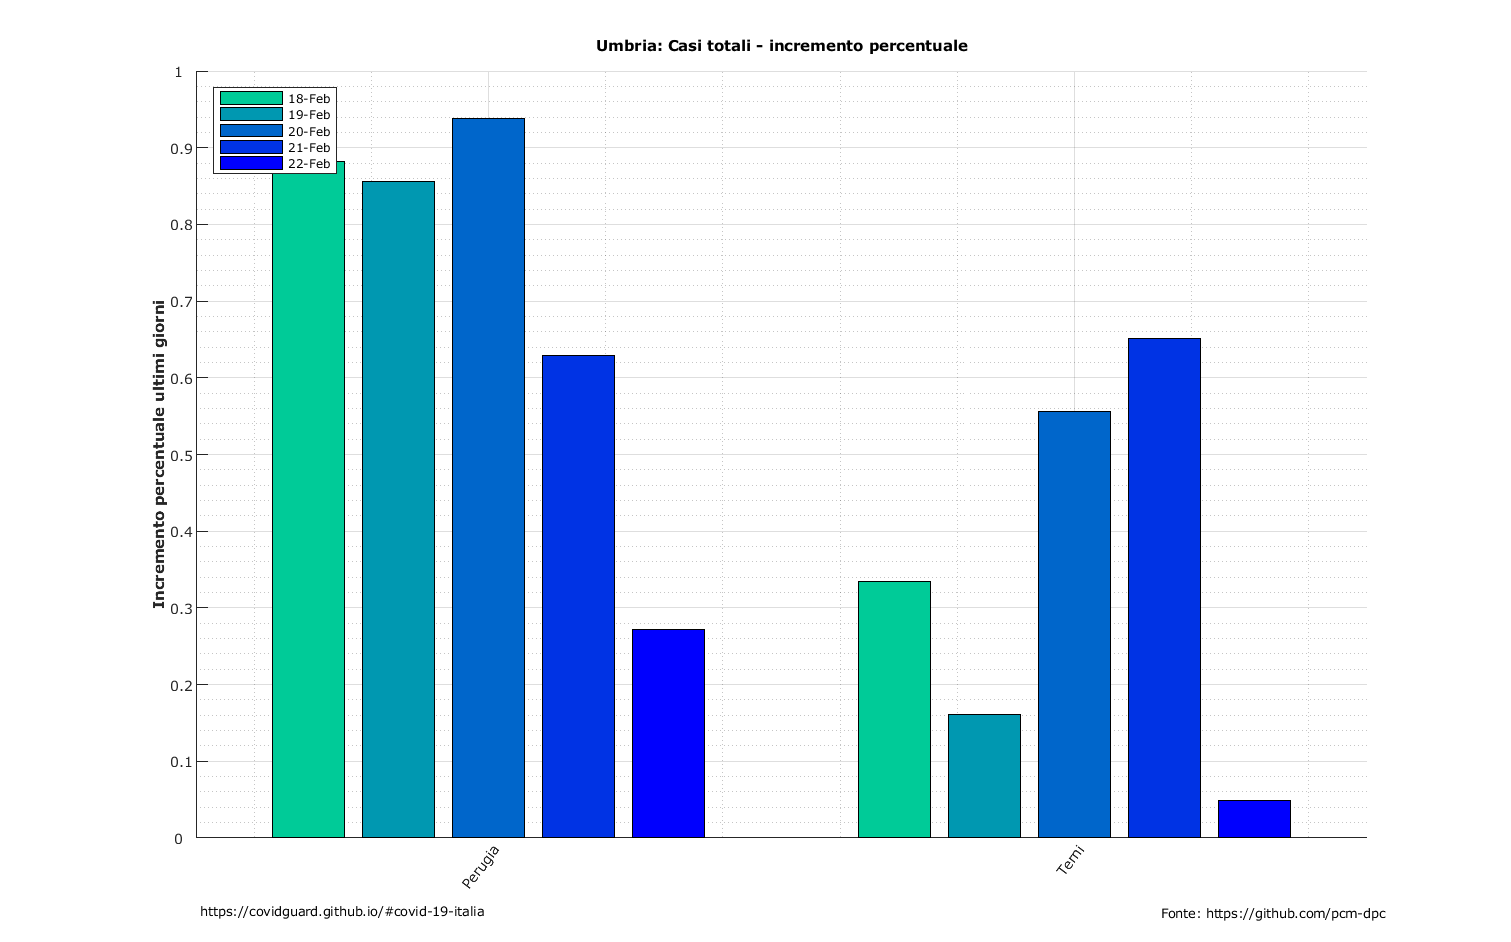 Umbria: Casi totali - incremento percentuale
Incremento percentuale ultimi giorni
1
0.9
0.8
0.7
0.6
0.5
0.4
0.3
0.2
0.1
0
18-Feb
19-Feb
20-Feb
21-Feb
22-Feb
Perugia
Terni
https://covidguard.github.io/#covid-19-italia
Fonte: https://github.com/pcm-dpc